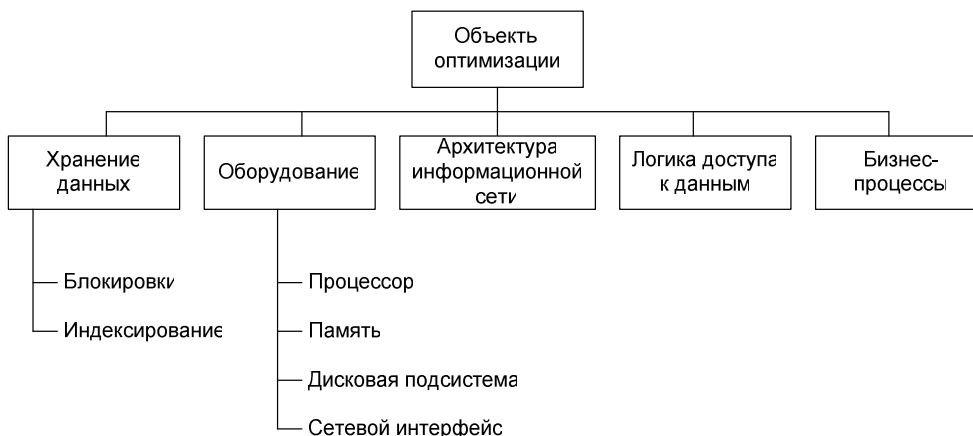 Объекть
оптимизации
Хранение
данных
Оборудование
Архитектура
информационной
сети
Логика доступа
к данным
Бизнес-
процессы
Блокировки
Индексирование
Процессор
Память
Дисковая подсистема
Сетевой интерфейс